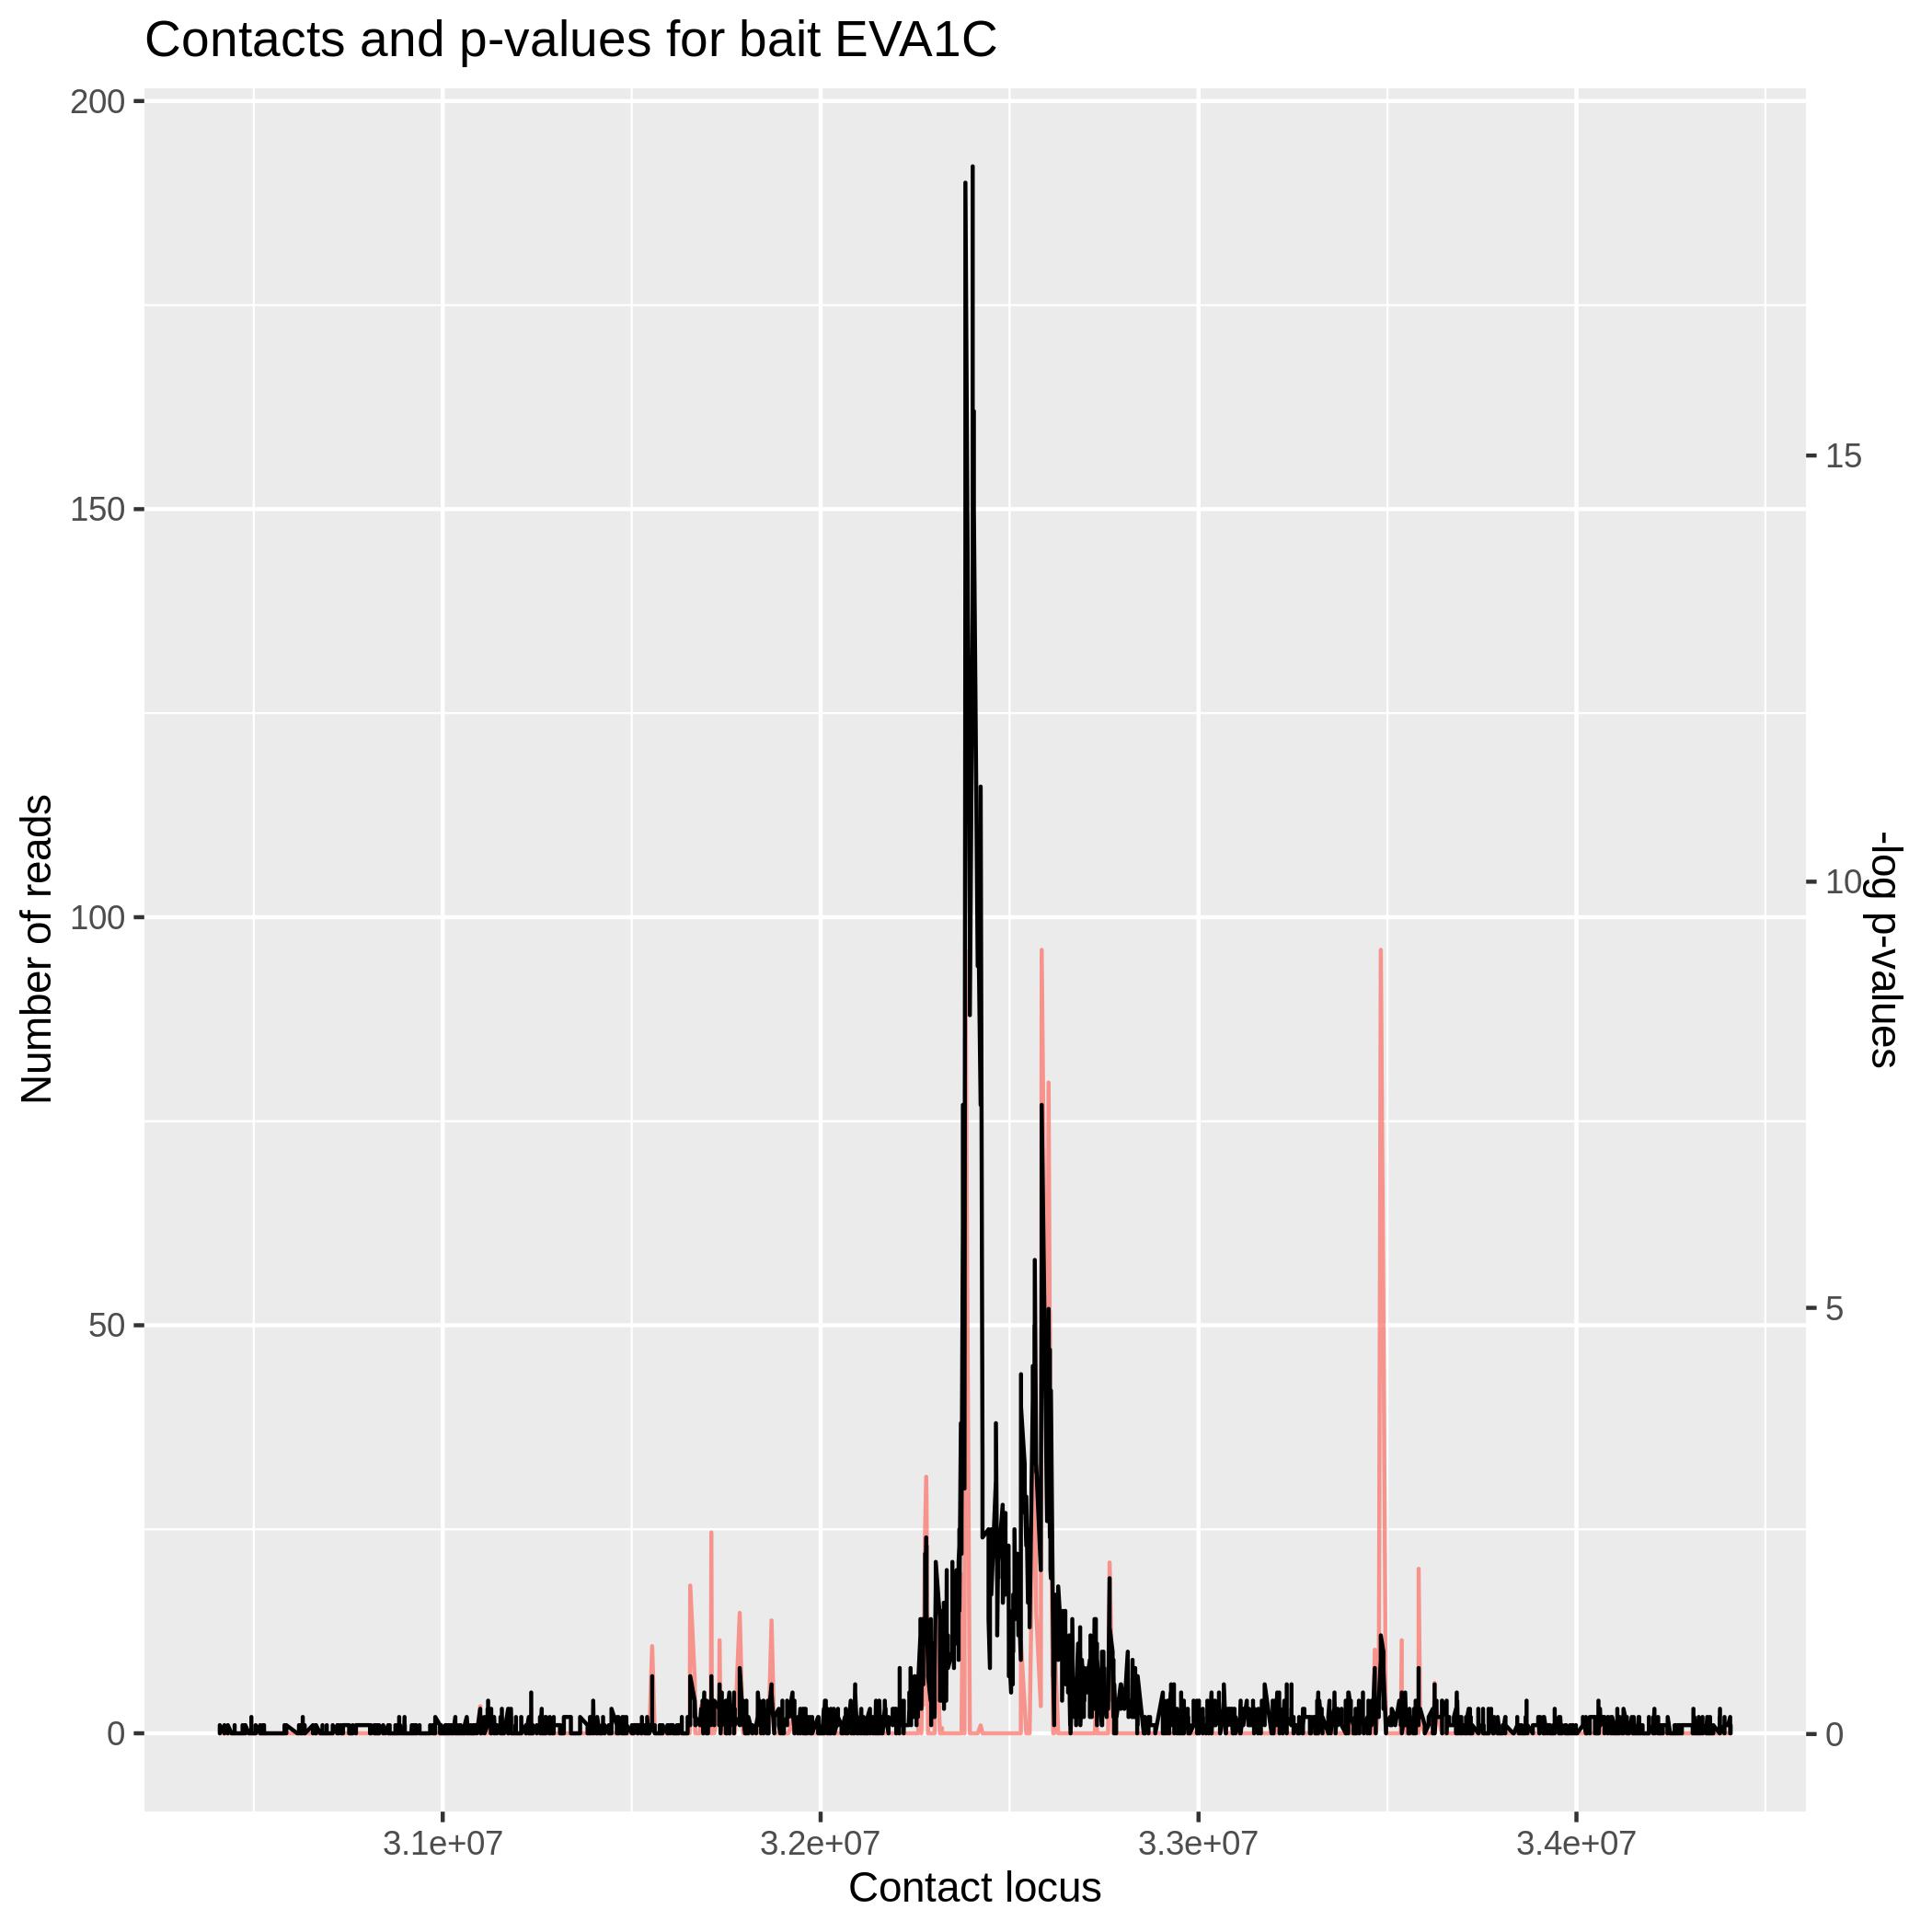 Contacts and p-values for bait EVA1C
200
150
100
50
0
Number of reads
15
10
5
0
-log p-values
3.1e+07
3.2e+07
3.3e+07
3.4e+07
Contact locus